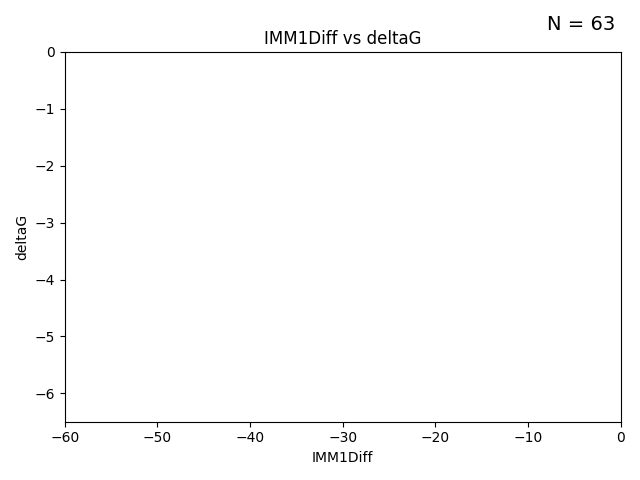 N = 63
IMM1Diff vs deltaG
0
−1
−2
−3
−4
−5
−6
deltaG
−60 −50 −40 −30 −20 −10 0
IMM1Diff